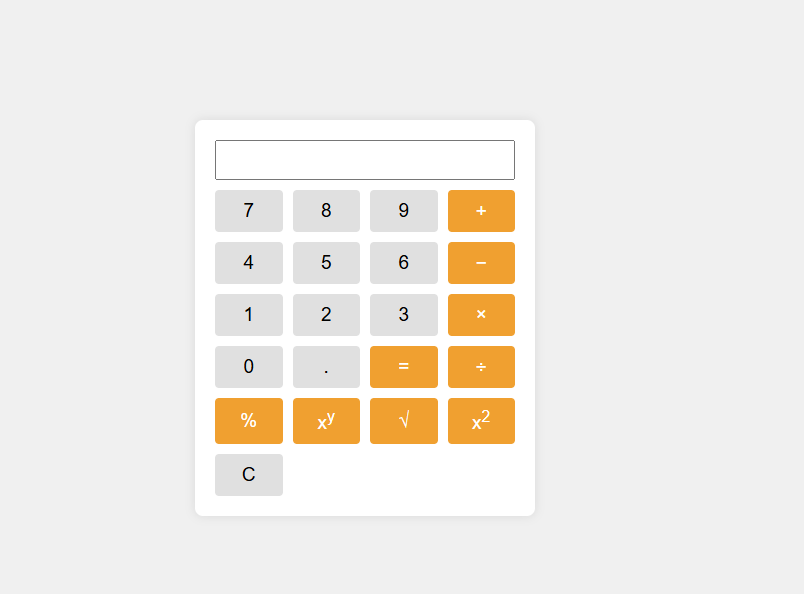 7 8 9 +
4 5 6 −
1 2 3 ×
0 . = ÷
% xʸ √ x²
C